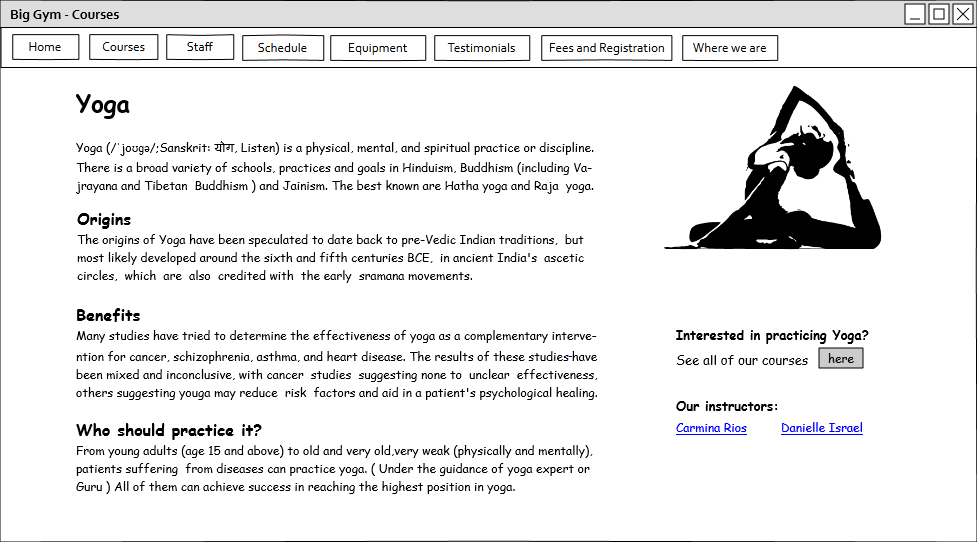 Big Gym - Courses
Home Courses Staff Schedule Equipment Testimonials Fees and Registration Where we are
Yoga
Yoga (/ˈjoʊɡə/;Sanskrit: योग, Listen) is a physical, mental, and spiritual practice or discipline.
There is a broad variety of schools, practices and goals in Hinduism, Buddhism (including Va-
jrayana and Tibetan Buddhism ) and Jainism. The best known are Hatha yoga and Raja yoga.
Origins
The origins of Yoga have been speculated to date back to pre-Vedic Indian traditions, but
most likely developed around the sixth and fifth centuries BCE, in ancient India's ascetic
circles, which are also credited with the early sramana movements.
Benefits
Many studies have tried to determine the effectiveness of yoga as a complementary interve-
ntion for cancer, schizophrenia, asthma, and heart disease. The results of these studies-have
been mixed and inconclusive, with cancer studies suggesting none to unclear effectiveness,
others suggesting youga may reduce risk factors and aid in a patient's psychological healing.
Who should practice it?
From young adults (age 15 and above) to old and very old,very weak (physically and mentally),
patients suffering from diseases can practice yoga. ( Under the guidance of yoga expert or
Guru ) All of them can achieve success in reaching the highest position in yoga.
Interested in practicing Yoga?
See all of our courses here
Our instructors:
Carmina Rios Danielle Israel